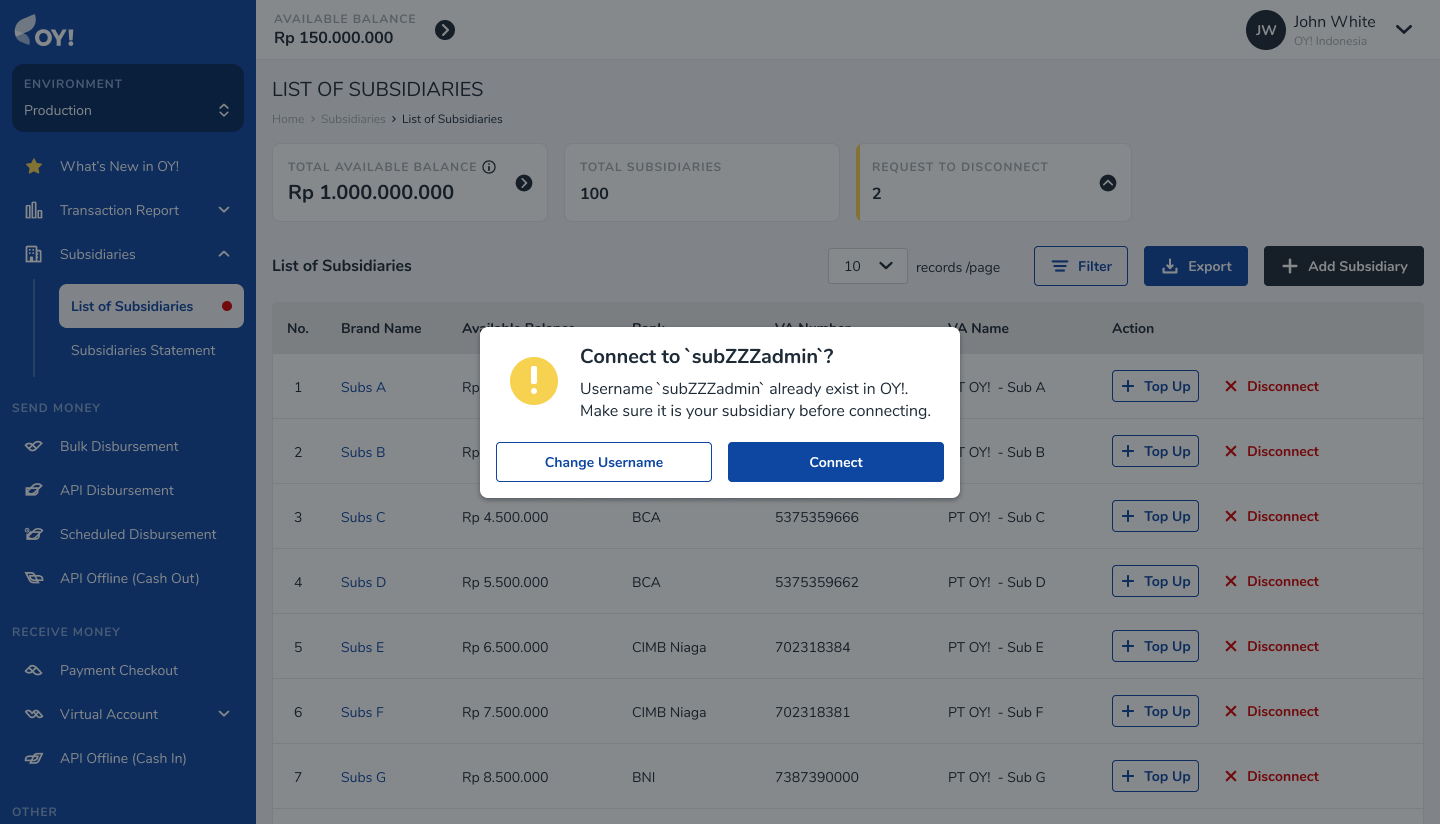 OY!
ENVIRONMENT
Production
What's New in OY!
Transaction Report
Subsidiaries
List of Subsidiaries
Subsidiaries Statement
SEND MONEY
Bulk Disbursement
API Disbursement
Scheduled Disbursement
API Offline (Cash Out)
RECEIVE MONEY
Payment Checkout
Virtual Account
API Offline (Cash In)
OTHER
AVAILABLE BALANCE
Rp 150.000.000
JW
John White
OY! Indonesia
LIST OF SUBSIDIARIES
Home > Subsidiaries > List of Subsidiaries
TOTAL AVAILABLE BALANCE
Rp 1.000.000.000
TOTAL SUBSIDIARIES
100
REQUEST TO DISCONNECT
2
List of Subsidiaries
10 records /page
Filter
Export
Add Subsidiary
No. Brand Name Available Balance Bank VA Number VA Name Action
1 Subs A Rp PT OY! - Sub A Top Up Disconnect
2 Subs B Rp PT OY! - Sub B Top Up Disconnect
3 Subs C Rp 4.500.000 BCA 5375359666 PT OY! - Sub C Top Up Disconnect
4 Subs D Rp 5.500.000 BCA 5375359662 PT OY! - Sub D Top Up Disconnect
5 Subs E Rp 6.500.000 CIMB Niaga 702318384 PT OY! - Sub E Top Up Disconnect
6 Subs F Rp 7.500.000 CIMB Niaga 702318381 PT OY! - Sub F Top Up Disconnect
7 Subs G Rp 8.500.000 BNI 7387390000 PT OY! - Sub G Top Up Disconnect
Connect to `subZZZadmin`?
Username `subZZZadmin` already exist in OY!.
Make sure it is your subsidiary before connecting.
Change Username
Connect